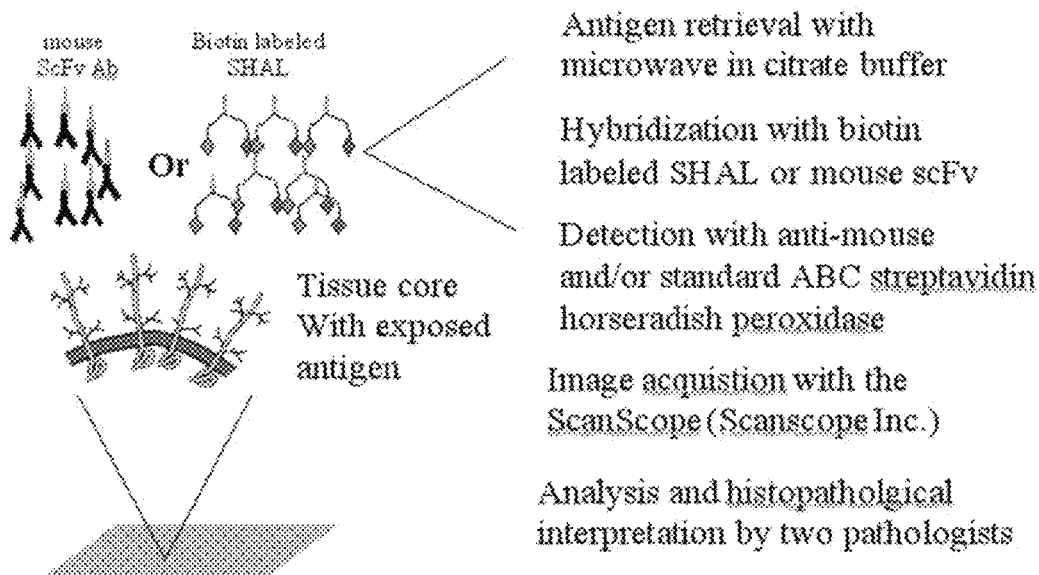 mouse
ScFv Ab
Biotin labeled
SHAL
Or
Tissue core
With exposed
antigen
Antigen retrieval with
microwave in citrate buffer
Hybridization with biotin
labeled SHAL or mouse scFv
Detection with anti-mouse
and/or standard ABC streptavidin
horseradish peroxidase
Image acquistion with the
ScanScope (Scanscope Inc.)
Analysis and histopatholgical
interpretation by two pathologists